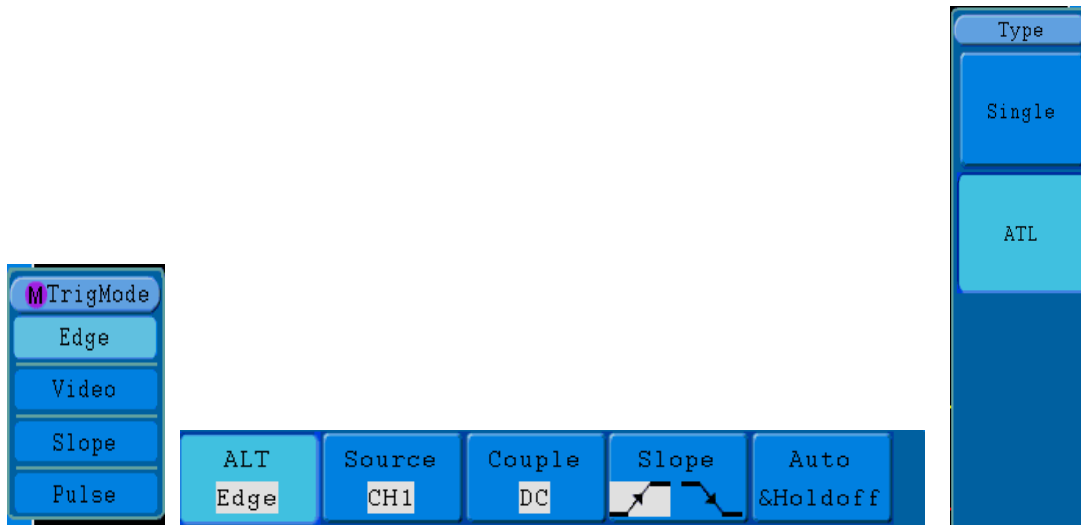 MTrigMode
Edge
Video
Slope
Pulse
ALT
Edge
Source
CH1
Couple
DC
Slope
Auto
&Holdoff
Type
Single
ATL